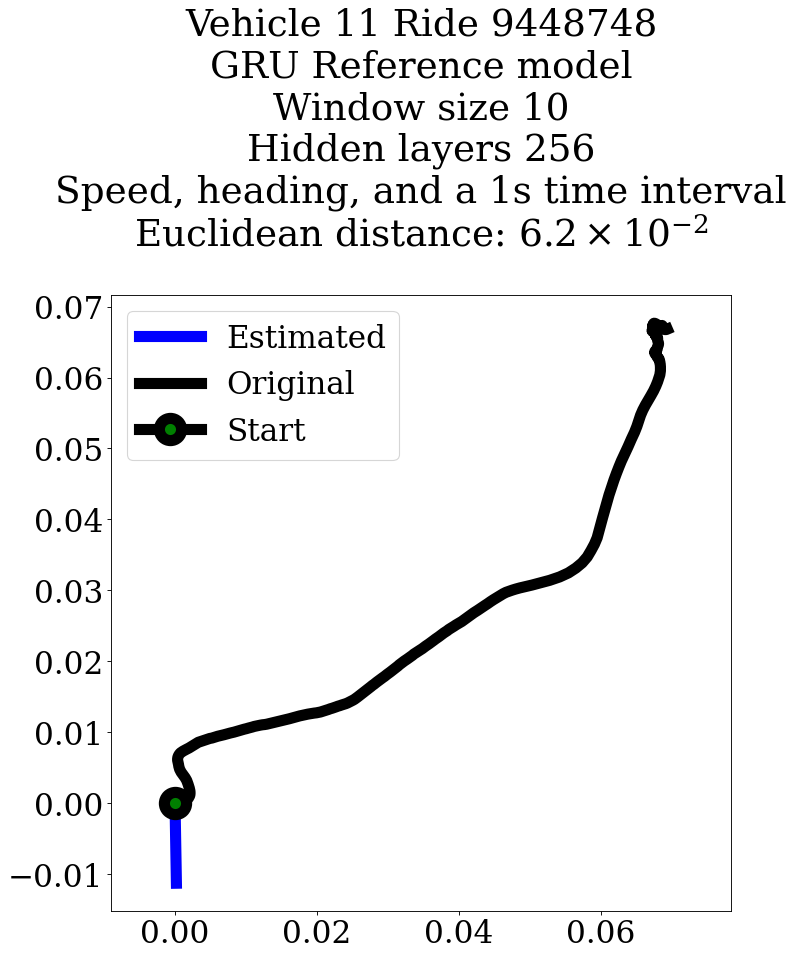 Vehicle 11 Ride 9448748
GRU Reference model
Window size 10
Hidden layers 256
Speed, heading, and a 1s time interval
Euclidean distance: 6.2 × 10⁻²
Estimated
Original
Start
0.07
0.06
0.05
0.04
0.03
0.02
0.01
0.00
−0.01
0.00 0.02 0.04 0.06